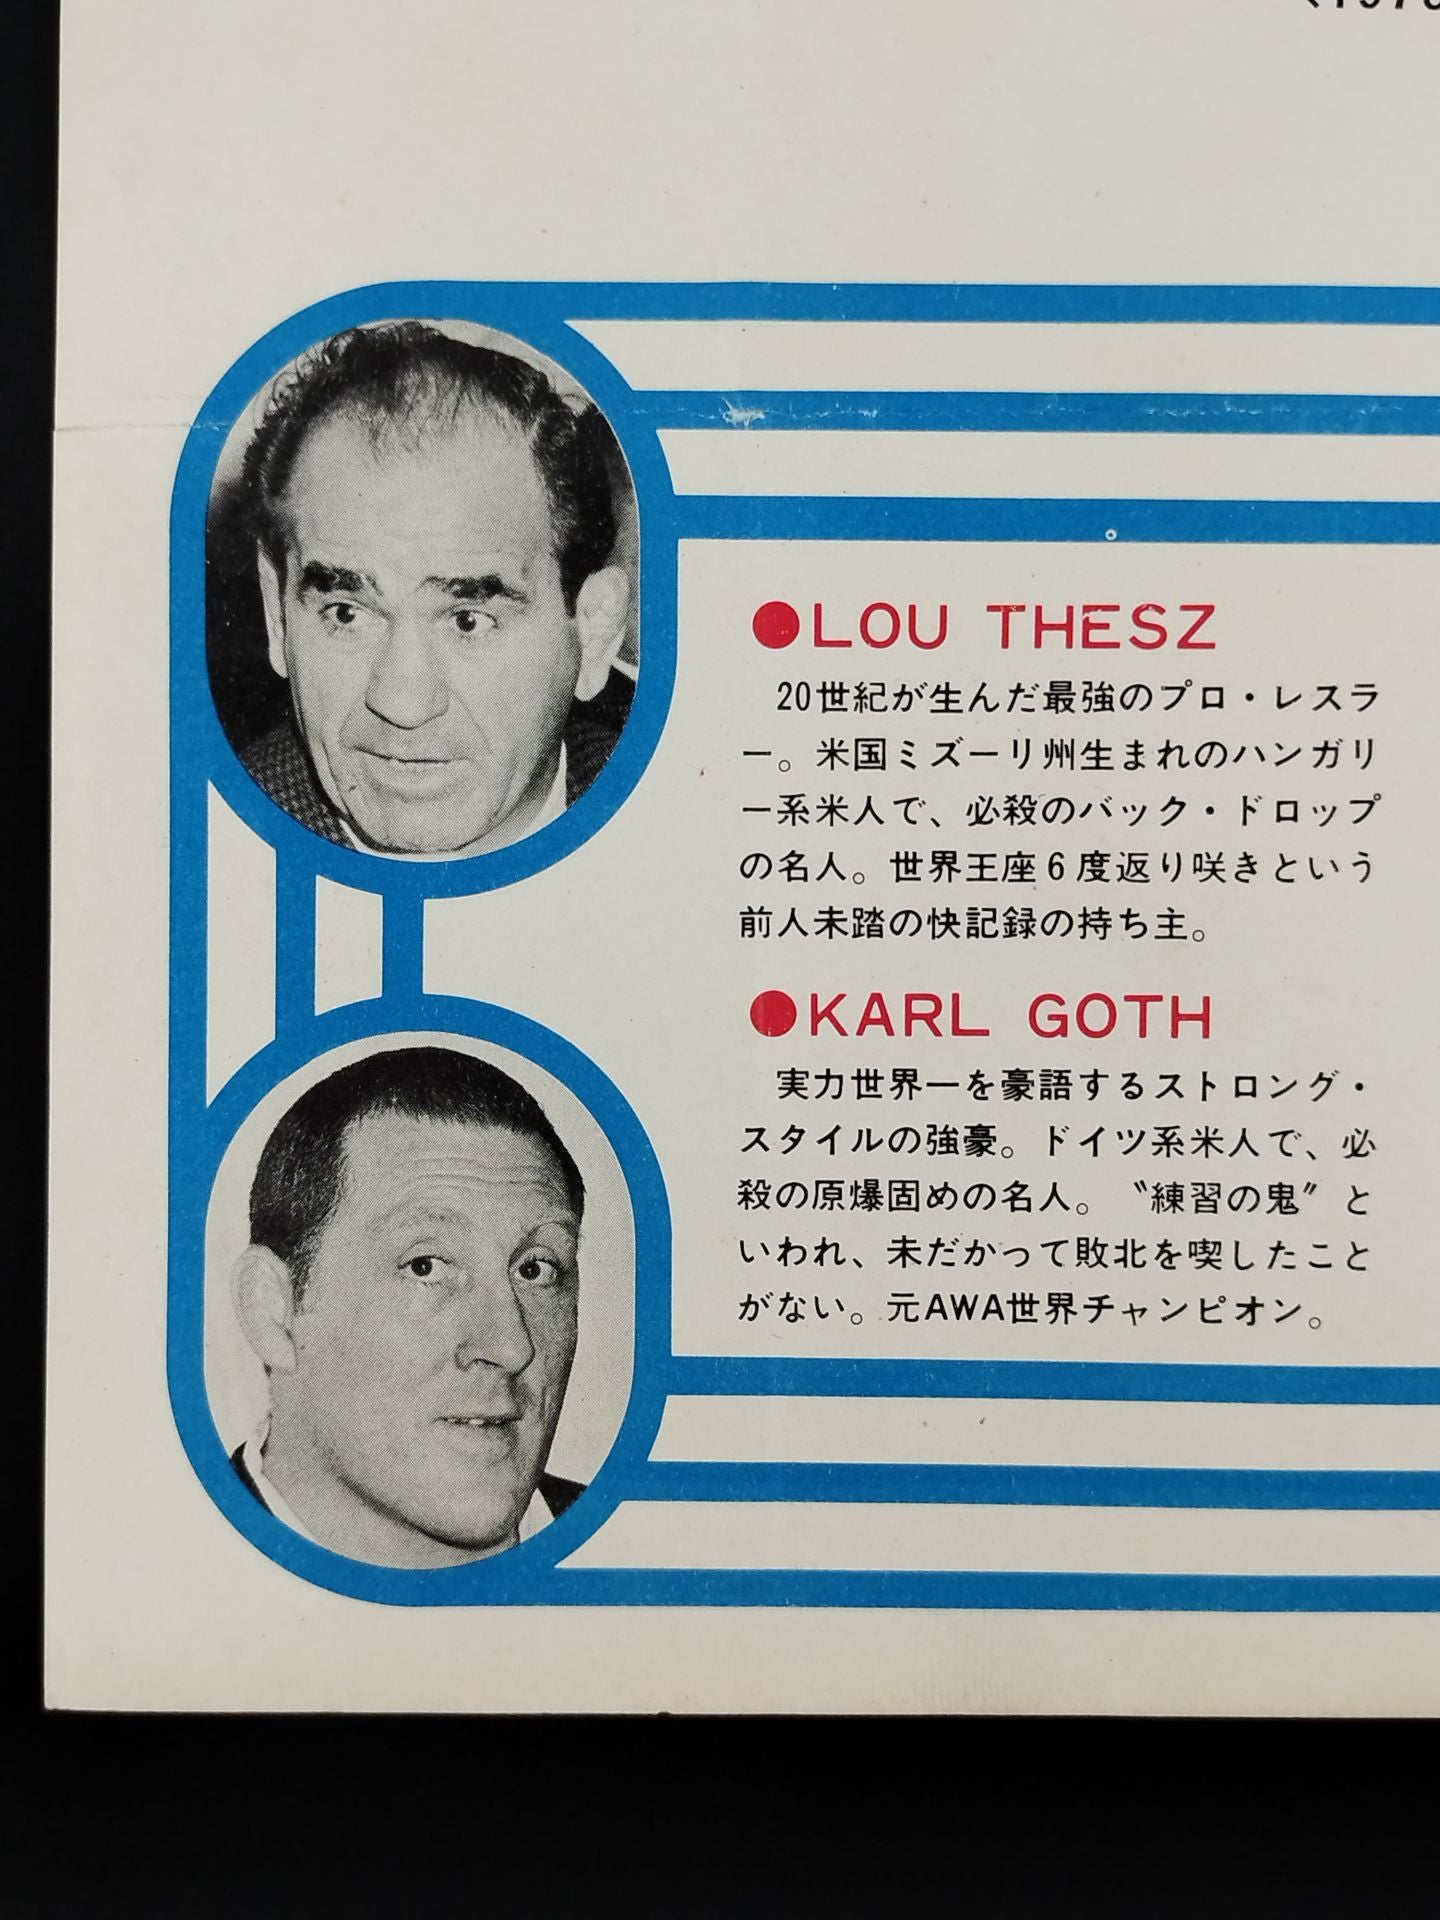 ●LOU THESZ
20世紀が生んだ最強のプロ・レスラ
ー。米国ミズーリ州生まれのハンガリ
ー系米人で、必殺のバック・ドロップ
の名人。世界王座6度返り咲きという
前人未踏の快記録の持ち主。
●KARL GOTH
実力世界一を豪語するストロング・
スタイルの強豪。ドイツ系米人で、必
殺の原爆固めの名人。〝練習の鬼〟と
いわれ、未だかって敗北を喫したこと
がない。元AWA世界チャンピオン。